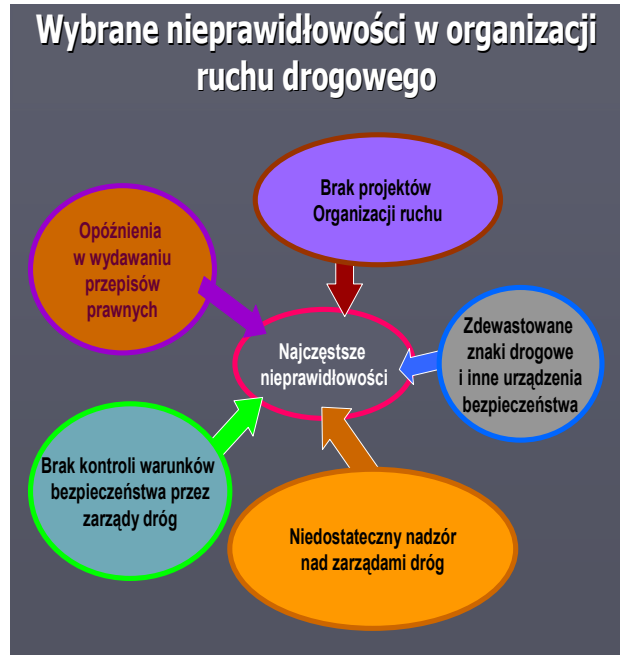 Wybrane nieprawidłowości w organizacji
ruchu drogowego
Brak projektów
Organizacji ruchu
Opóźnienia
w wydawaniu
przepisów
prawnych
Najczęstsze
nieprawidłowości
Zdewastowane
znaki drogowe
i inne urządzenia
bezpieczeństwa
Brak kontroli warunków
bezpieczeństwa przez
zarządy dróg
Niedostateczny nadzór
nad zarządami dróg